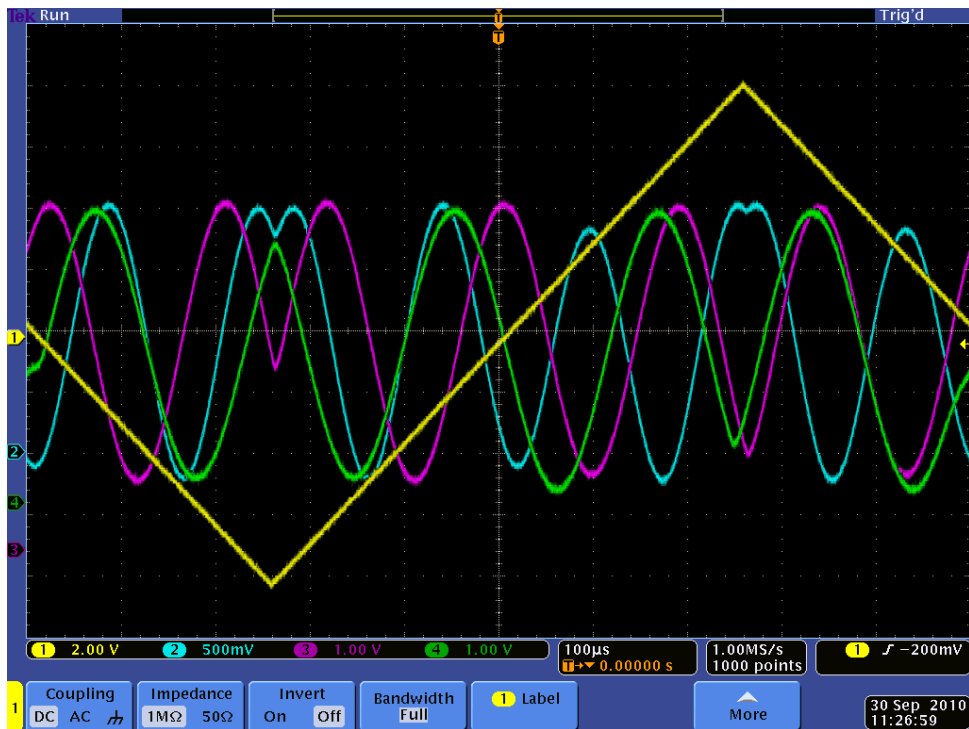 Tek Run Trig'd
T
T
1
2
4
3
1 2.00 V 2 500mV 3 1.00 V 4 1.00 V
100µs
T→▼ 0.00000 s
1.00MS/s
1000 points
1 ƒ −200mV
1
Coupling
DC AC
Impedance
1MΩ 50Ω
Invert
On Off
Bandwidth
Full
1 Label
More
30 Sep 2010
11:26:59